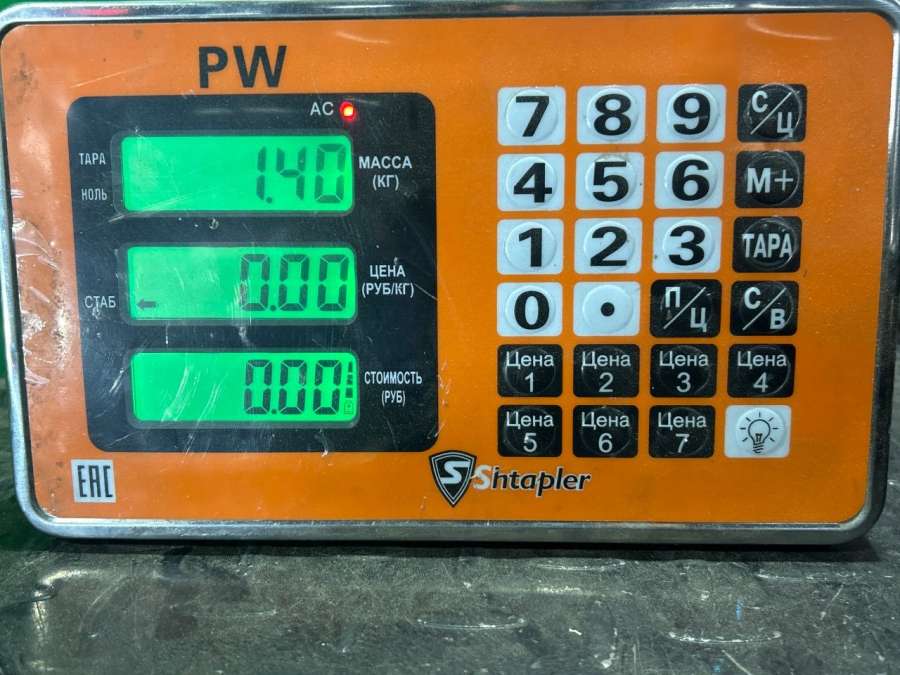 PW
AC
ТАРА
НОЛЬ
1.40
МАССА
(КГ)
СТАБ
0.00
ЦЕНА
(РУБ/КГ)
0.00
СТОИМОСТЬ
(РУБ)
EAC
7 8 9 С/Ц
4 5 6 М+
1 2 3 ТАРА
0 . П/Ц С/В
Цена 1 Цена 2 Цена 3 Цена 4
Цена 5 Цена 6 Цена 7
Shtapler